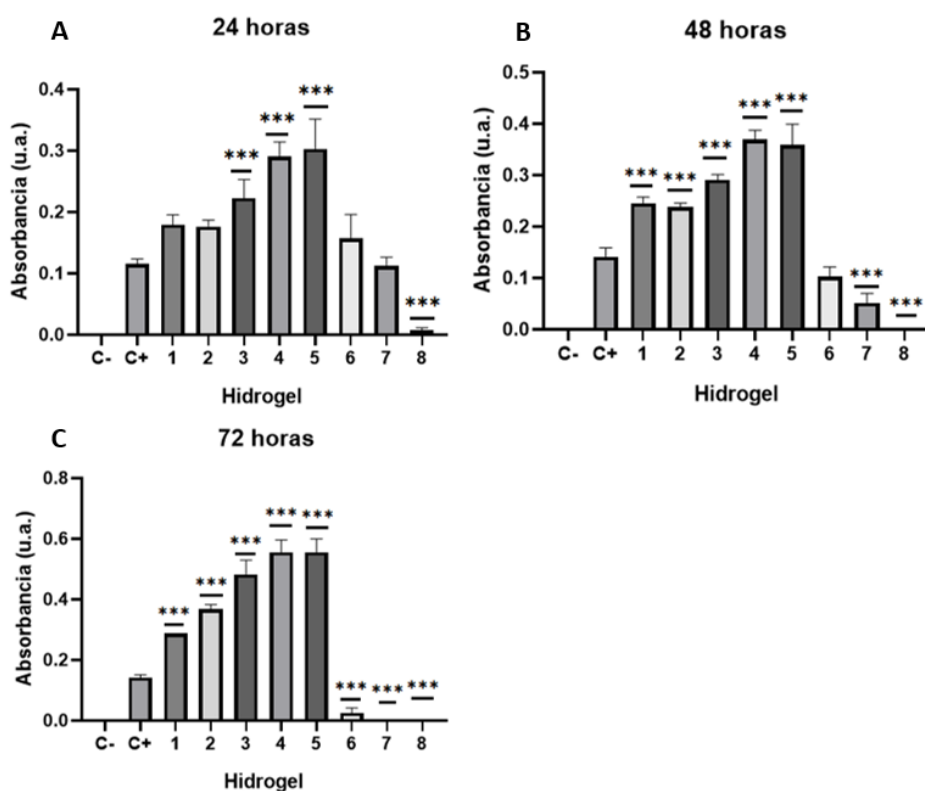 A
24 horas
Absorbancia (u.a.)
0.4
0.3
0.2
0.1
0.0
***
***
***
***
C- C+ 1 2 3 4 5 6 7 8
Hidrogel
B
48 horas
Absorbancia (u.a.)
0.5
0.4
0.3
0.2
0.1
0.0
***
***
***
***
***
***
***
C- C+ 1 2 3 4 5 6 7 8
Hidrogel
C
72 horas
Absorbancia (u.a.)
0.8
0.6
0.4
0.2
0.0
***
***
***
***
***
***
***
***
C- C+ 1 2 3 4 5 6 7 8
Hidrogel